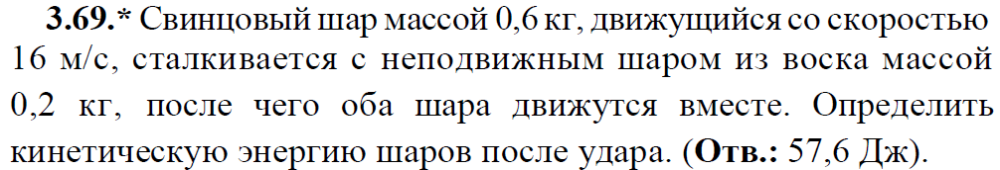 3.69.* Свинцовый шар массой 0,6 кг, движущийся со скоростью
16 м/с, сталкивается с неподвижным шаром из воска массой
0,2 кг, после чего оба шара движутся вместе. Определить
кинетическую энергию шаров после удара. (Отв.: 57,6 Дж).